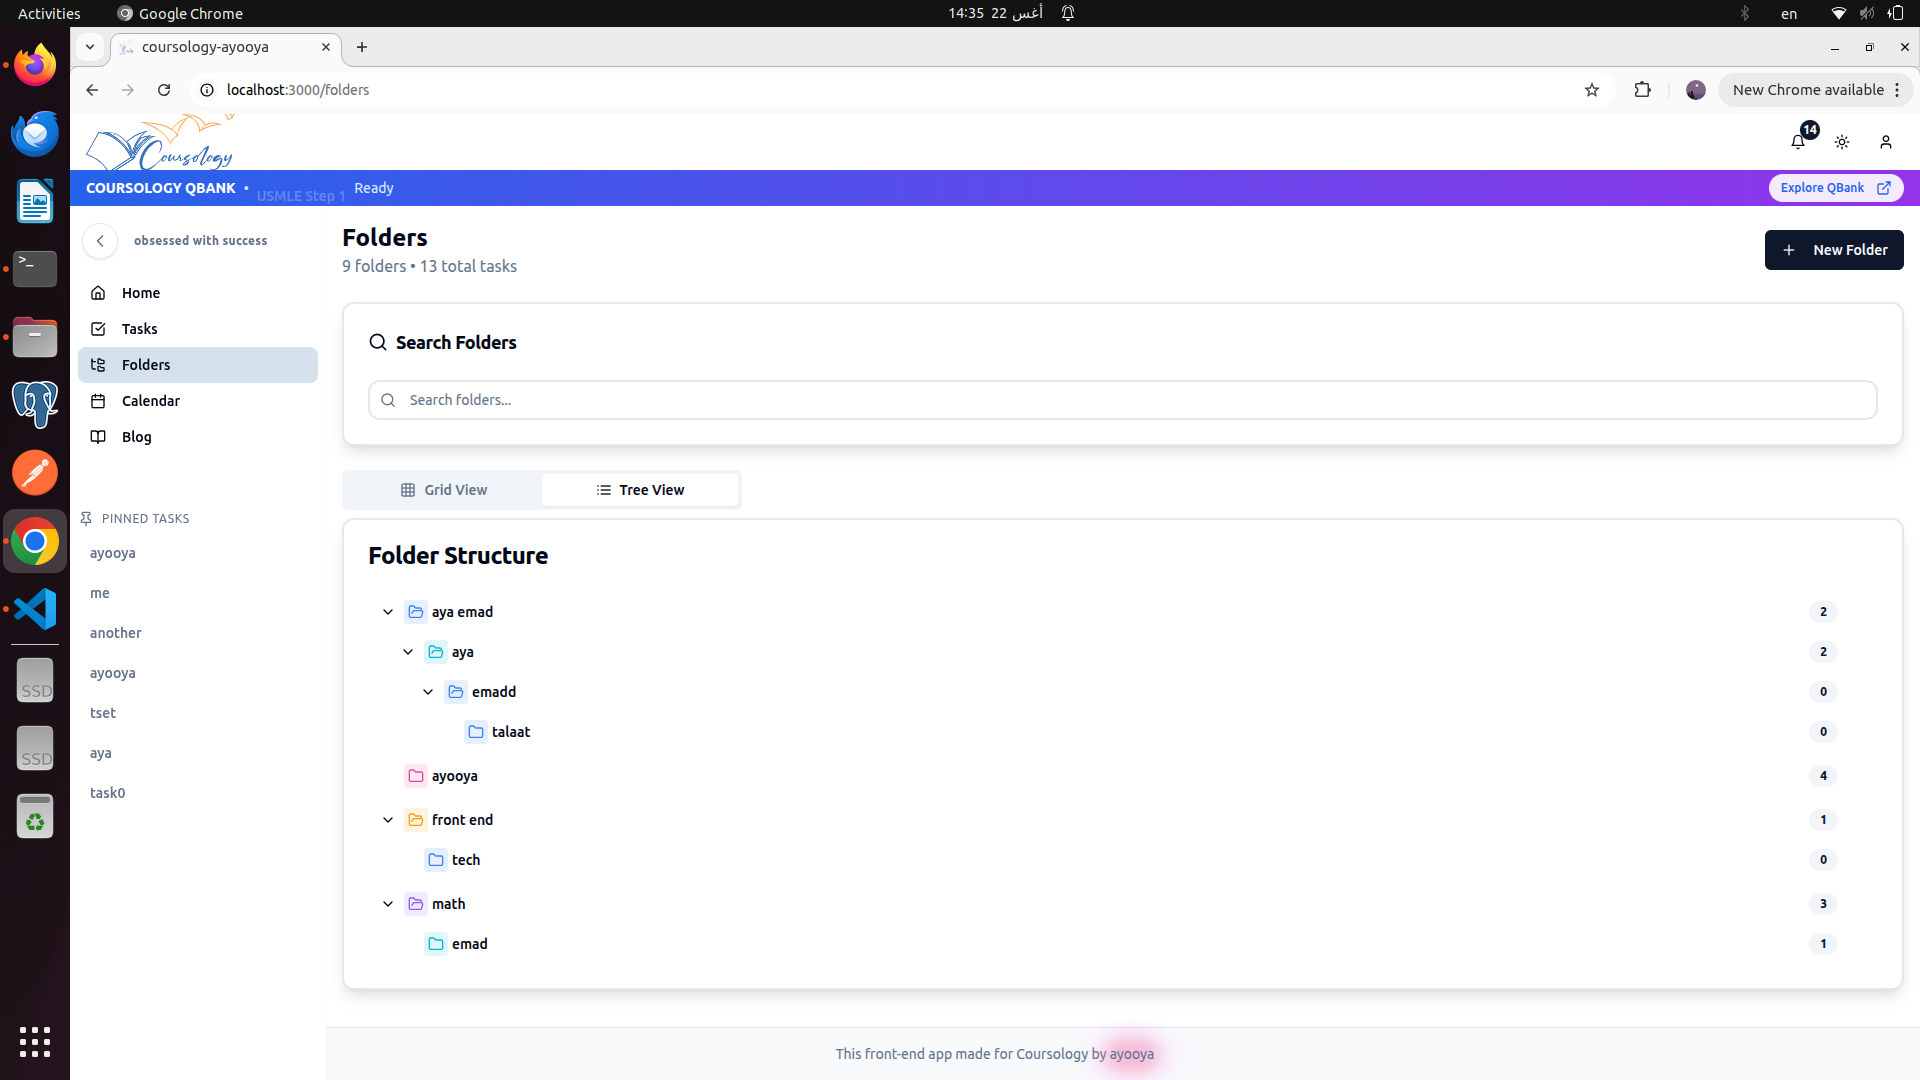 Activities
Google Chrome
14:35 22 أغس
en
coursology-ayooya
localhost:3000/folders
New Chrome available
Coursology
14
COURSOLOGY QBANK • USMLE Step 1 Ready
Explore QBank
obsessed with success
Home
Tasks
Folders
Calendar
Blog
PINNED TASKS
ayooya
me
another
ayooya
tset
aya
task0
Folders
9 folders • 13 total tasks
New Folder
Search Folders
Search folders...
Grid View
Tree View
Folder Structure
aya emad 2
aya 2
emadd 0
talaat 0
ayooya 4
front end 1
tech 0
math 3
emad 1
This front-end app made for Coursology by ayooya
SSD
SSD